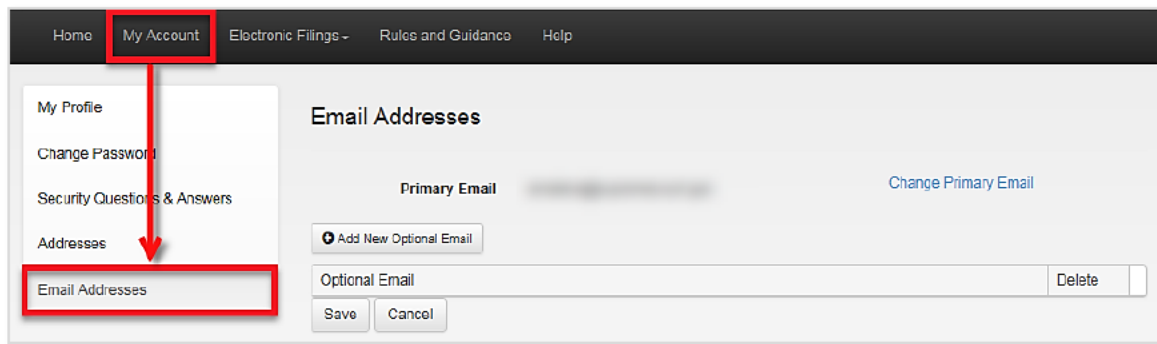 Home My Account Electronic Filings Rules and Guidance Help
My Profile
Change Password
Security Questions & Answers
Addresses
Email Addresses
Email Addresses
Primary Email Change Primary Email
Add New Optional Email
Optional Email Delete
Save Cancel